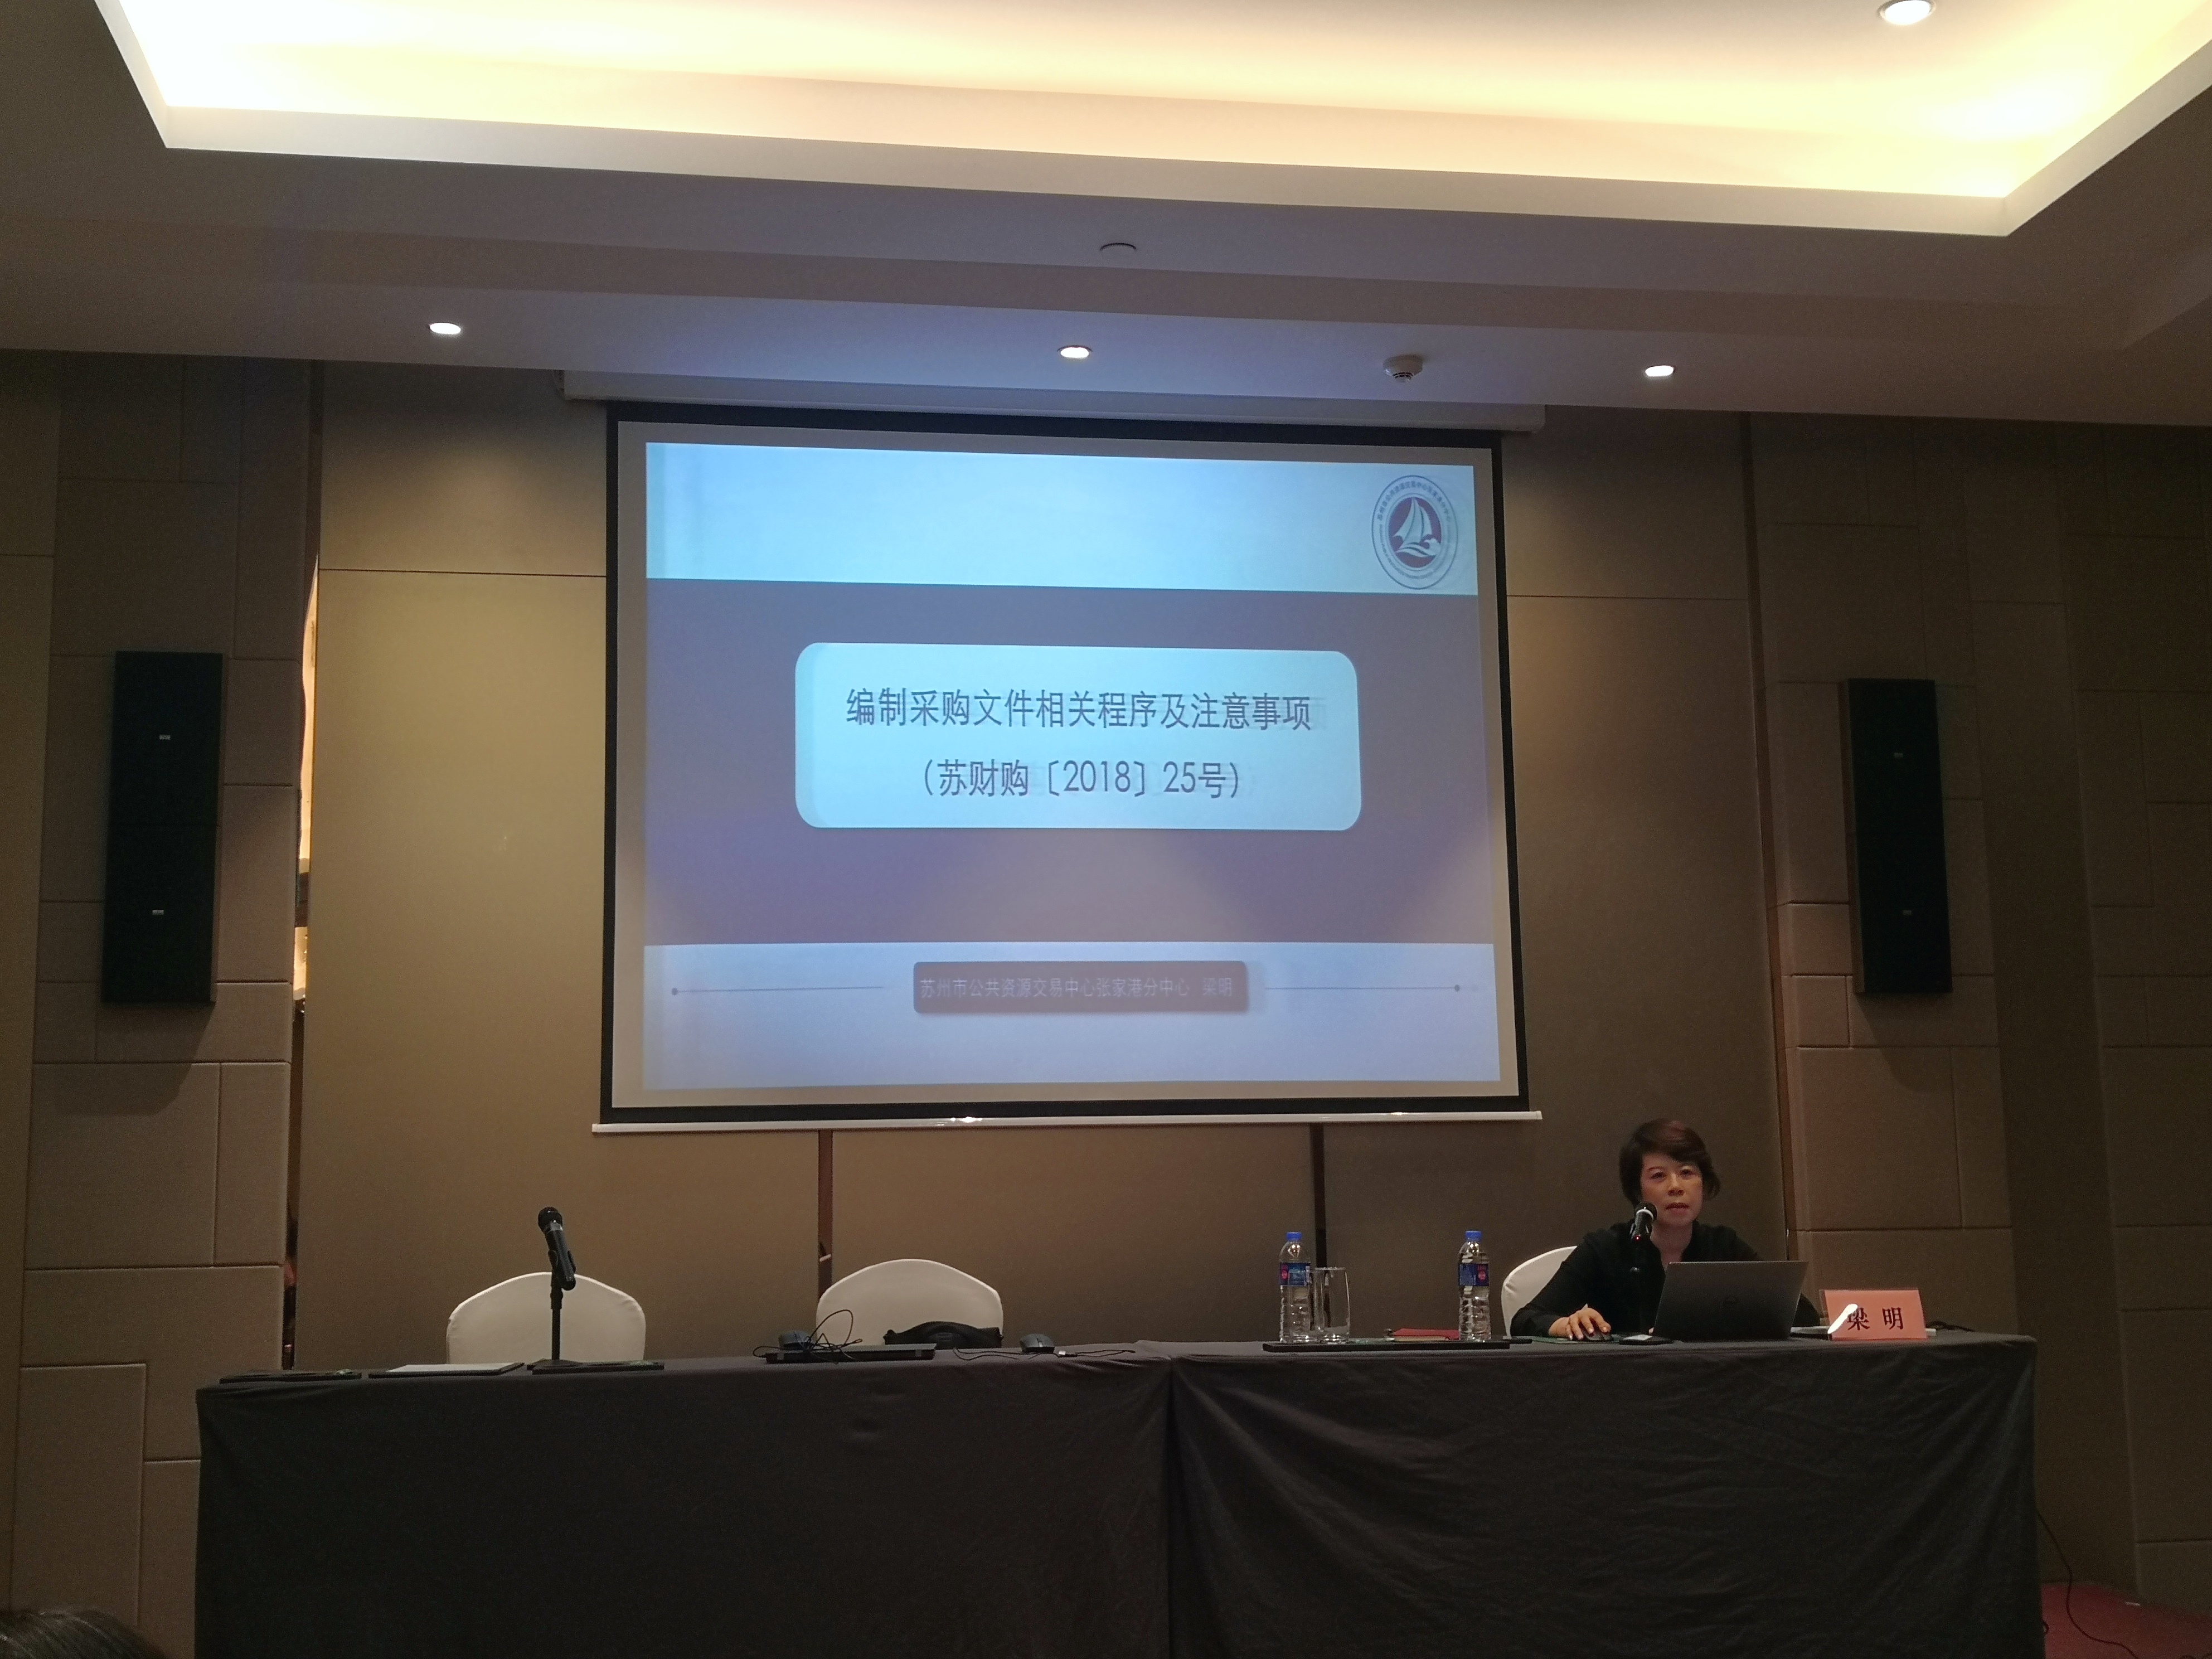 编制采购文件相关程序及注意事项
（苏财购〔2018〕25号）
苏州市公共资源交易中心张家港分中心 梁明
梁 明